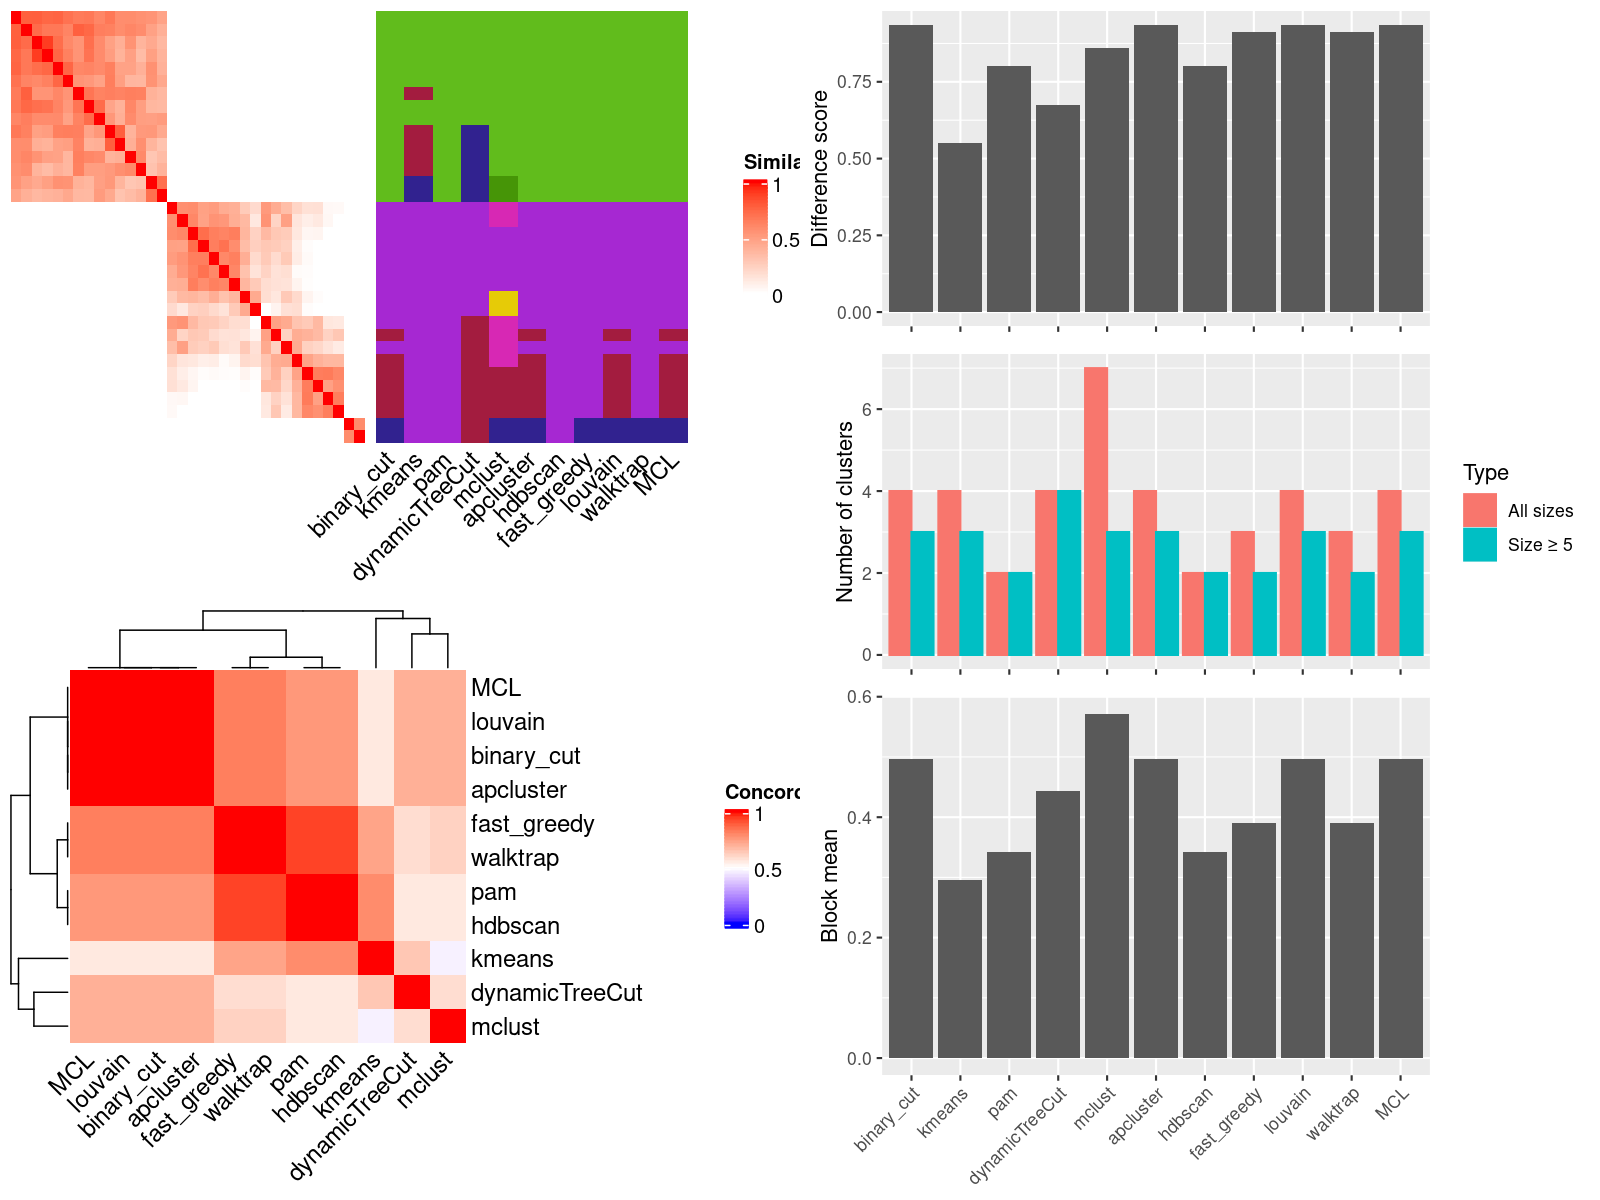 Simila
1
0.5
0
binary_cut
kmeans
pam
dynamicTreeCut
mclust
apcluster
hdbscan
fast_greedy
louvain
walktrap
MCL
MCL
louvain
binary_cut
apcluster
fast_greedy
walktrap
pam
hdbscan
kmeans
dynamicTreeCut
mclust
MCL
louvain
binary_cut
apcluster
fast_greedy
walktrap
pam
hdbscan
kmeans
dynamicTreeCut
mclust
Concord
1
0.5
0
Difference score
0.75
0.50
0.25
0.00
Number of clusters
6
4
2
0
Type
All sizes
Size ≥ 5
Block mean
0.6
0.4
0.2
0.0
binary_cut
kmeans
pam
dynamicTreeCut
mclust
apcluster
hdbscan
fast_greedy
louvain
walktrap
MCL